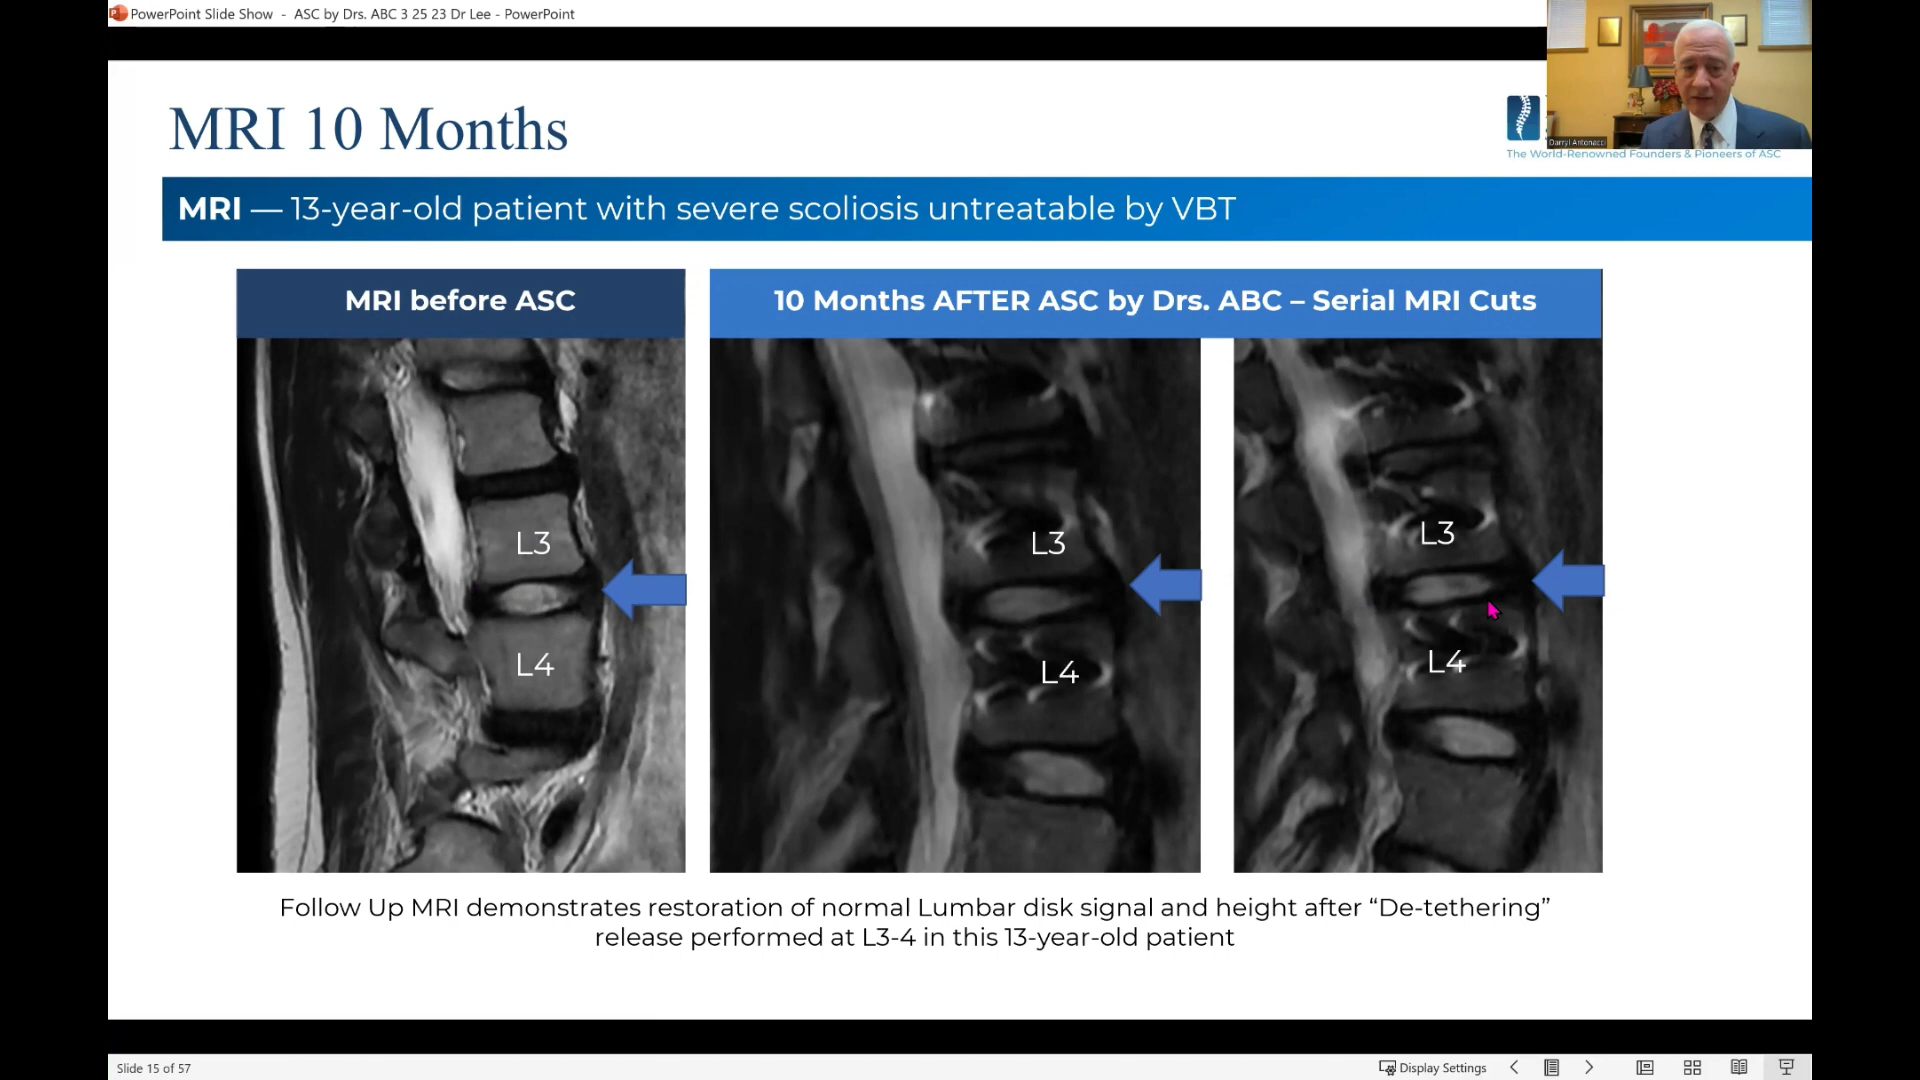 PowerPoint Slide Show - ASC by Drs. ABC 3 25 23 Dr Lee - PowerPoint
Darryl Antonacci
MRI 10 Months
The World-Renowned Founders & Pioneers of ASC
MRI — 13-year-old patient with severe scoliosis untreatable by VBT
MRI before ASC
10 Months AFTER ASC by Drs. ABC – Serial MRI Cuts
L3
L4
L3
L4
L3
L4
Follow Up MRI demonstrates restoration of normal Lumbar disk signal and height after “De-tethering”
release performed at L3-4 in this 13-year-old patient
Slide 15 of 57
Display Settings